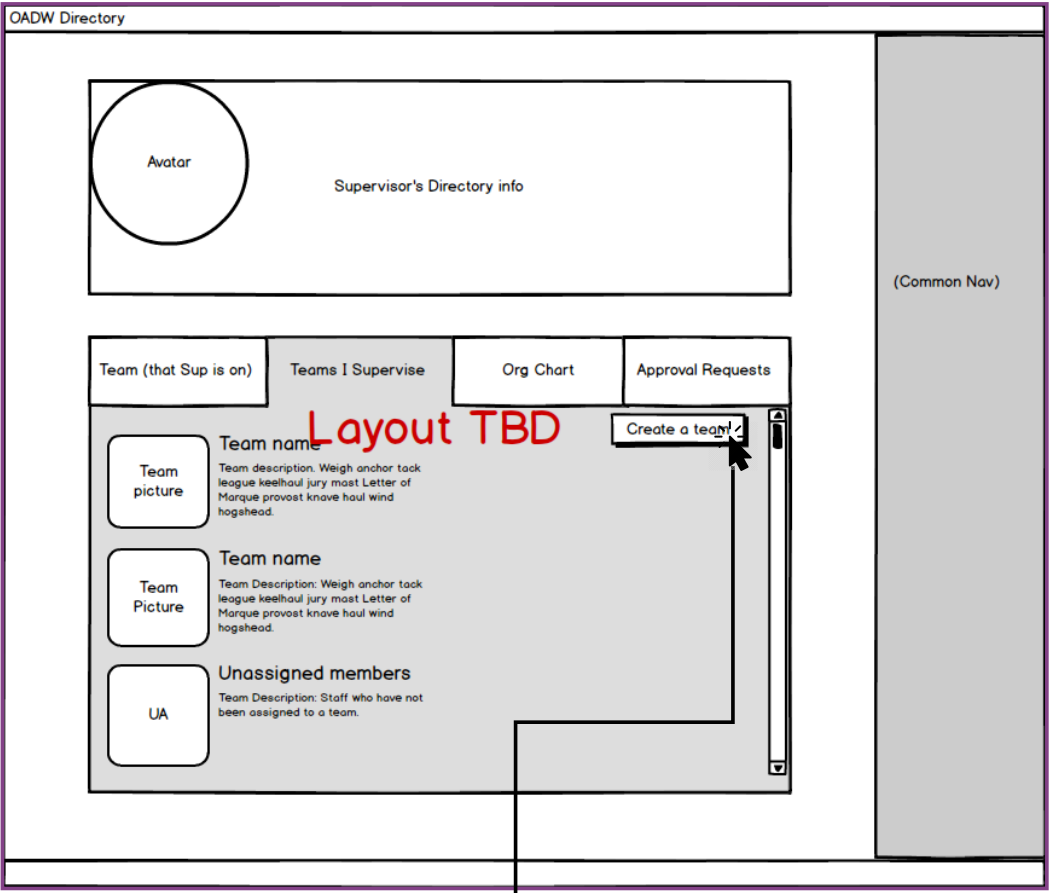 OADW Directory
Avatar
Supervisor's Directory info
(Common Nav)
Team (that Sup is on)
Teams I Supervise
Org Chart
Approval Requests
Layout TBD
Create a team
Team
picture
Team name
Team description. Weigh anchor tack
league keelhaul jury mast Letter of
Marque provost knave haul wind
hogshead.
Team
Picture
Team name
Team Description: Weigh anchor tack
league keelhaul jury mast Letter of
Marque provost knave haul wind
hogshead.
UA
Unassigned members
Team Description: Staff who have not
been assigned to a team.